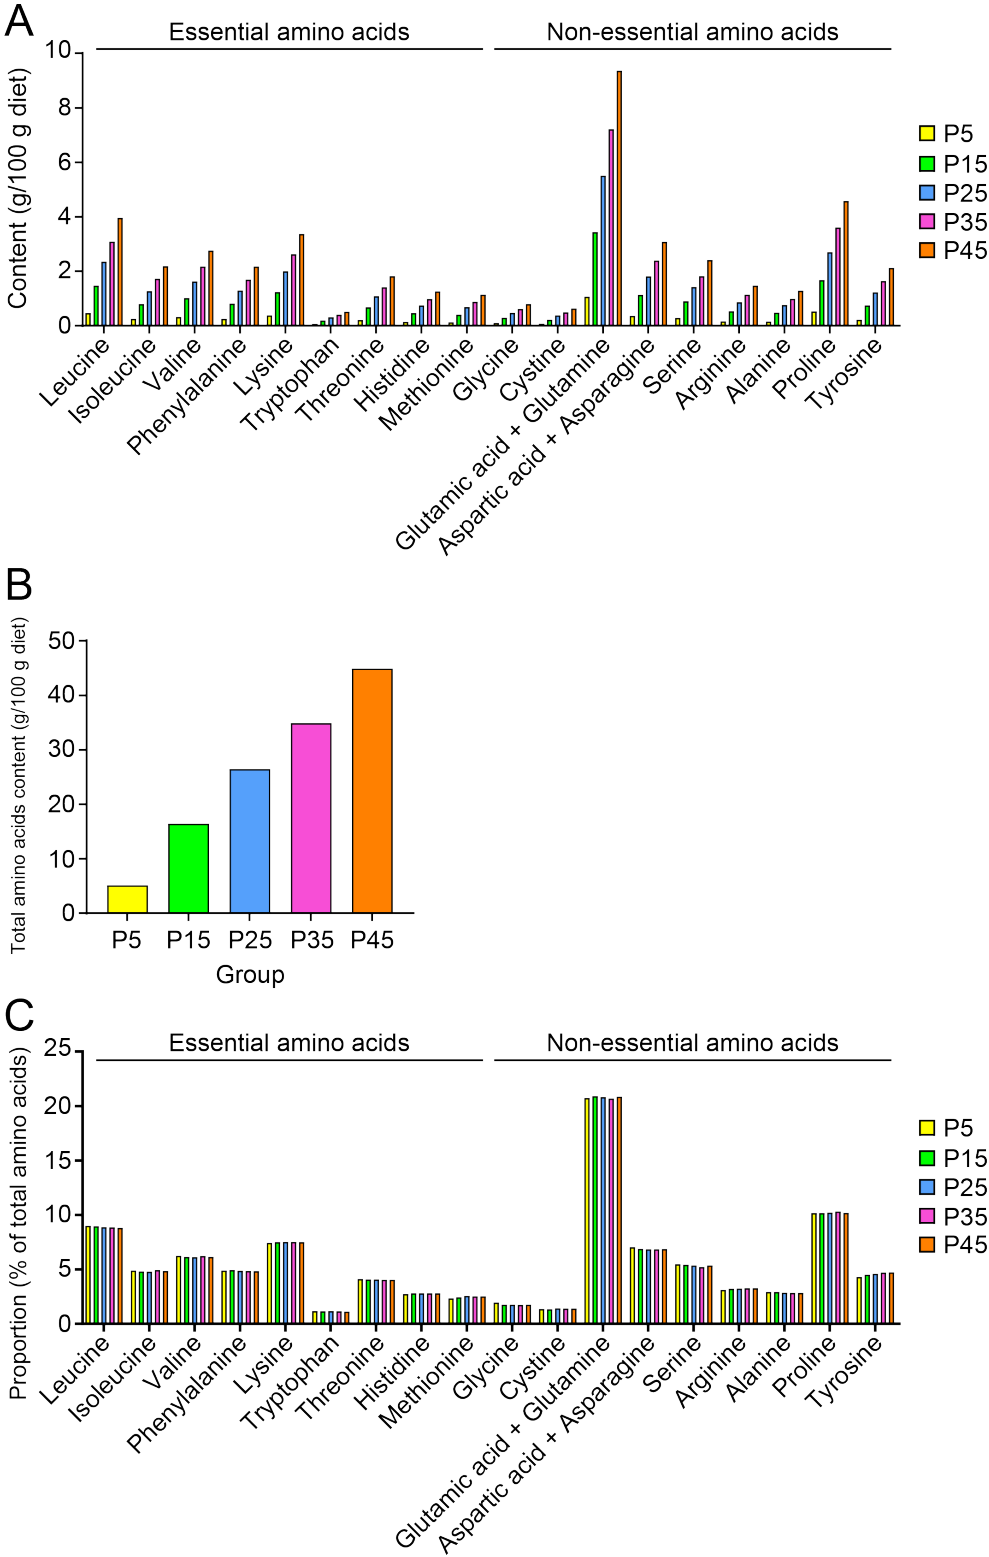 A
Essential amino acids
Non-essential amino acids
Content (g/100 g diet)
10
8
6
4
2
0
Leucine
Isoleucine
Valine
Phenylalanine
Lysine
Tryptophan
Threonine
Histidine
Methionine
Glycine
Cystine
Glutamic acid + Glutamine
Aspartic acid + Asparagine
Serine
Arginine
Alanine
Proline
Tyrosine
P5
P15
P25
P35
P45
B
Total amino acids content (g/100 g diet)
50
40
30
20
10
0
P5
P15
P25
P35
P45
Group
C
Essential amino acids
Non-essential amino acids
Proportion (% of total amino acids)
25
20
15
10
5
0
Leucine
Isoleucine
Valine
Phenylalanine
Lysine
Tryptophan
Threonine
Histidine
Methionine
Glycine
Cystine
Glutamic acid + Glutamine
Aspartic acid + Asparagine
Serine
Arginine
Alanine
Proline
Tyrosine
P5
P15
P25
P35
P45